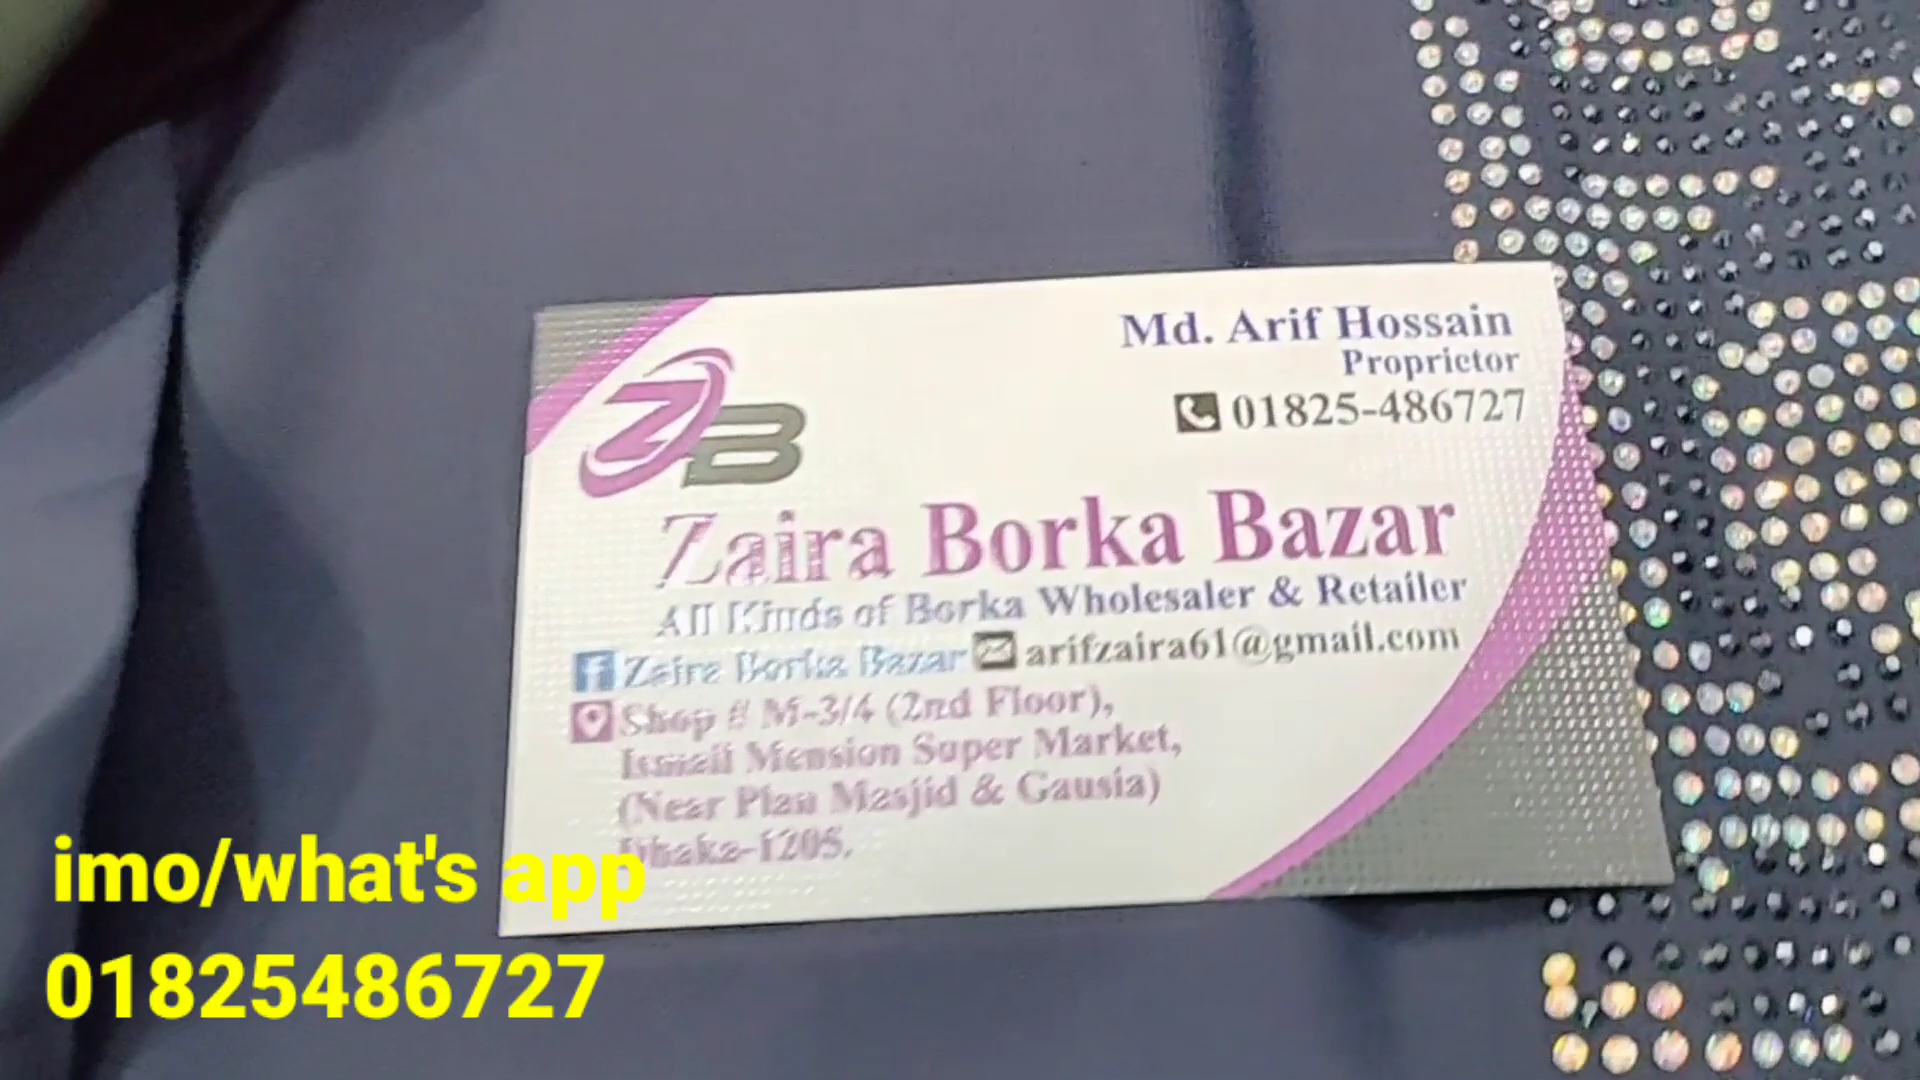 ZB
Md. Arif Hossain
Proprietor
01825-486727
Zaira Borka Bazar
All Kinds of Borka Wholesaler & Retailer
Zaira Borka Bazar arifzaira61@gmail.com
Shop # M-3/4 (2nd Floor),
Ismail Mension Super Market,
(Near Plan Masjid & Gausia)
Dhaka-1205.
imo/what's app
01825486727